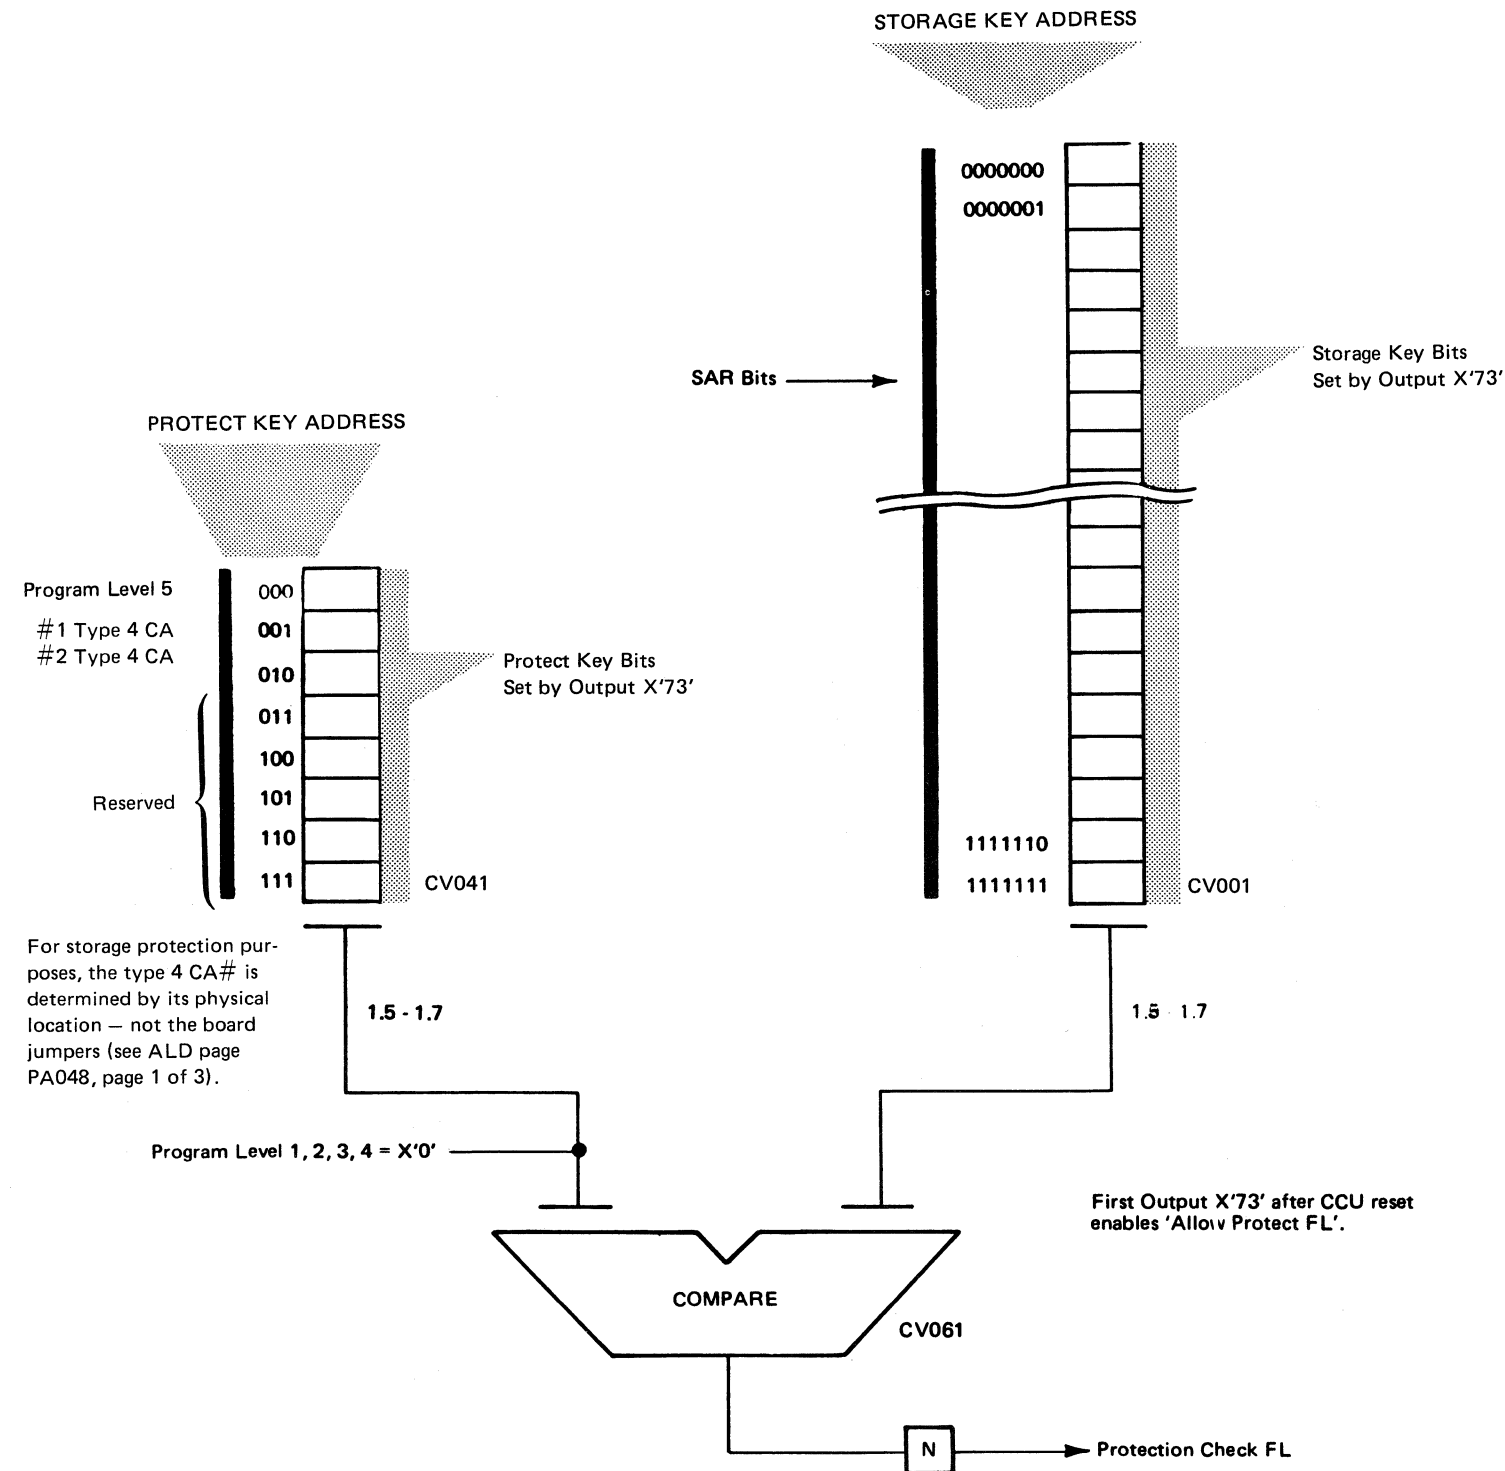 STORAGE KEY ADDRESS
0000000
0000001
c
SAR Bits
Storage Key Bits
Set by Output X'73'
PROTECT KEY ADDRESS
Program Level 5
000
#1 Type 4 CA
001
#2 Type 4 CA
010
Protect Key Bits
Set by Output X'73'
011
100
Reserved
101
110
111
CV041
1111110
1111111
CV001
For storage protection pur-
poses, the type 4 CA# is
determined by its physical
location — not the board
jumpers (see ALD page
PA048, page 1 of 3).
1.5 - 1.7
1.5 - 1.7
Program Level 1, 2, 3, 4 = X'0'
First Output X'73' after CCU reset
enables 'Allow Protect FL'.
COMPARE
CV061
N
Protection Check FL